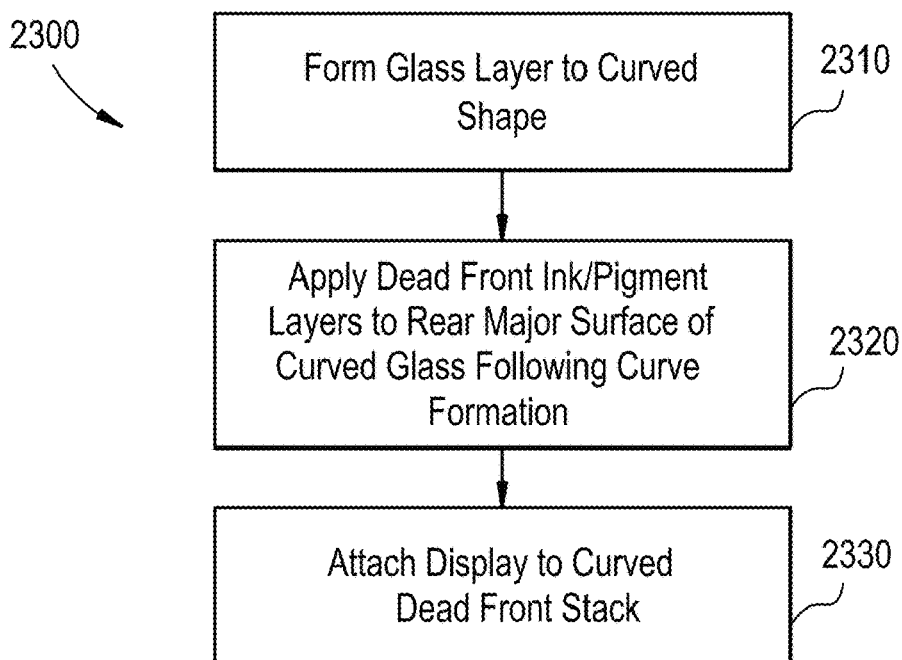 2300
Form Glass Layer to Curved
Shape
2310
Apply Dead Front Ink/Pigment
Layers to Rear Major Surface of
Curved Glass Following Curve
Formation
2320
Attach Display to Curved
Dead Front Stack
2330